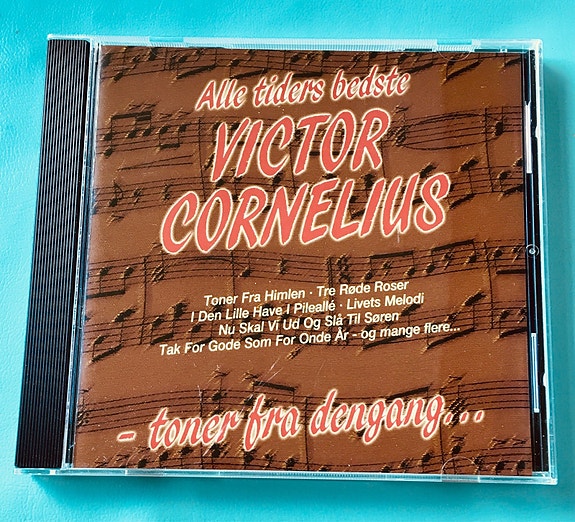 Alle tiders bedste
VICTOR
CORNELIUS
Toner Fra Himlen · Tre Røde Roser
I Den Lille Have I Pileallé · Livets Melodi
Nu Skal Vi Ud Og Slå Til Søren
Tak For Gode Som For Onde År - og mange flere...
- toner fra dengang...